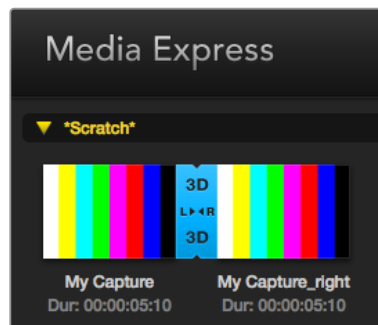 Media Express
*Scratch*
3D
L R
3D
My Capture
My Capture_right
Dur: 00:00:05:10
Dur: 00:00:05:10